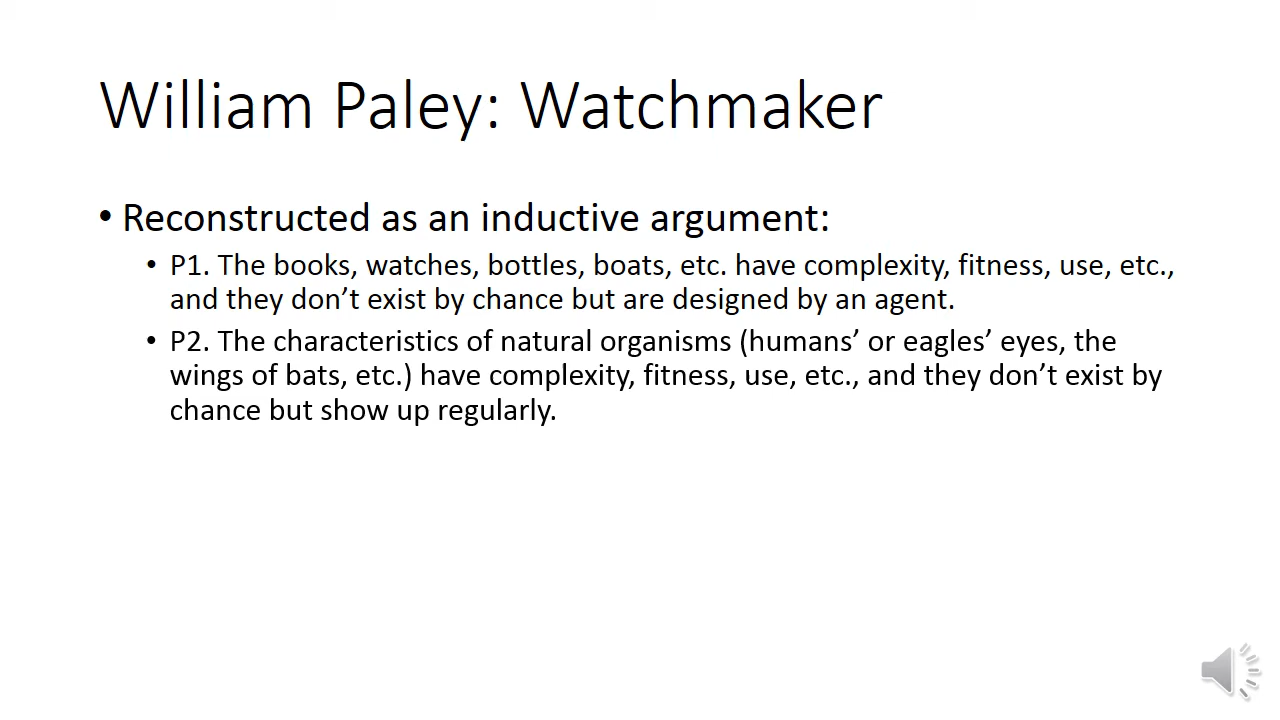 William Paley: Watchmaker
• Reconstructed as an inductive argument:
• P1. The books, watches, bottles, boats, etc. have complexity, fitness, use, etc.,
and they don’t exist by chance but are designed by an agent.
• P2. The characteristics of natural organisms (humans’ or eagles’ eyes, the
wings of bats, etc.) have complexity, fitness, use, etc., and they don’t exist by
chance but show up regularly.